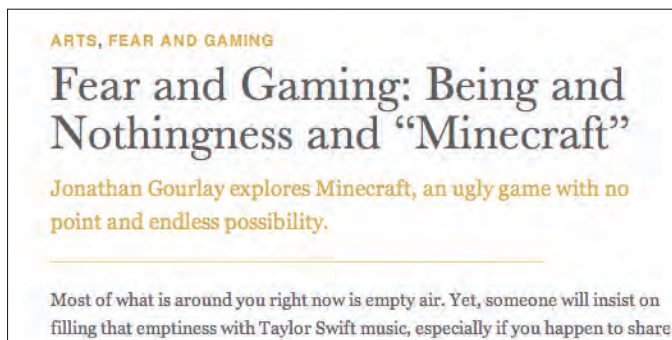 ARTS, FEAR AND GAMING
Fear and Gaming: Being and
Nothingness and “Minecraft”
Jonathan Gourlay explores Minecraft, an ugly game with no
point and endless possibility.
Most of what is around you right now is empty air. Yet, someone will insist on
filling that emptiness with Taylor Swift music, especially if you happen to share